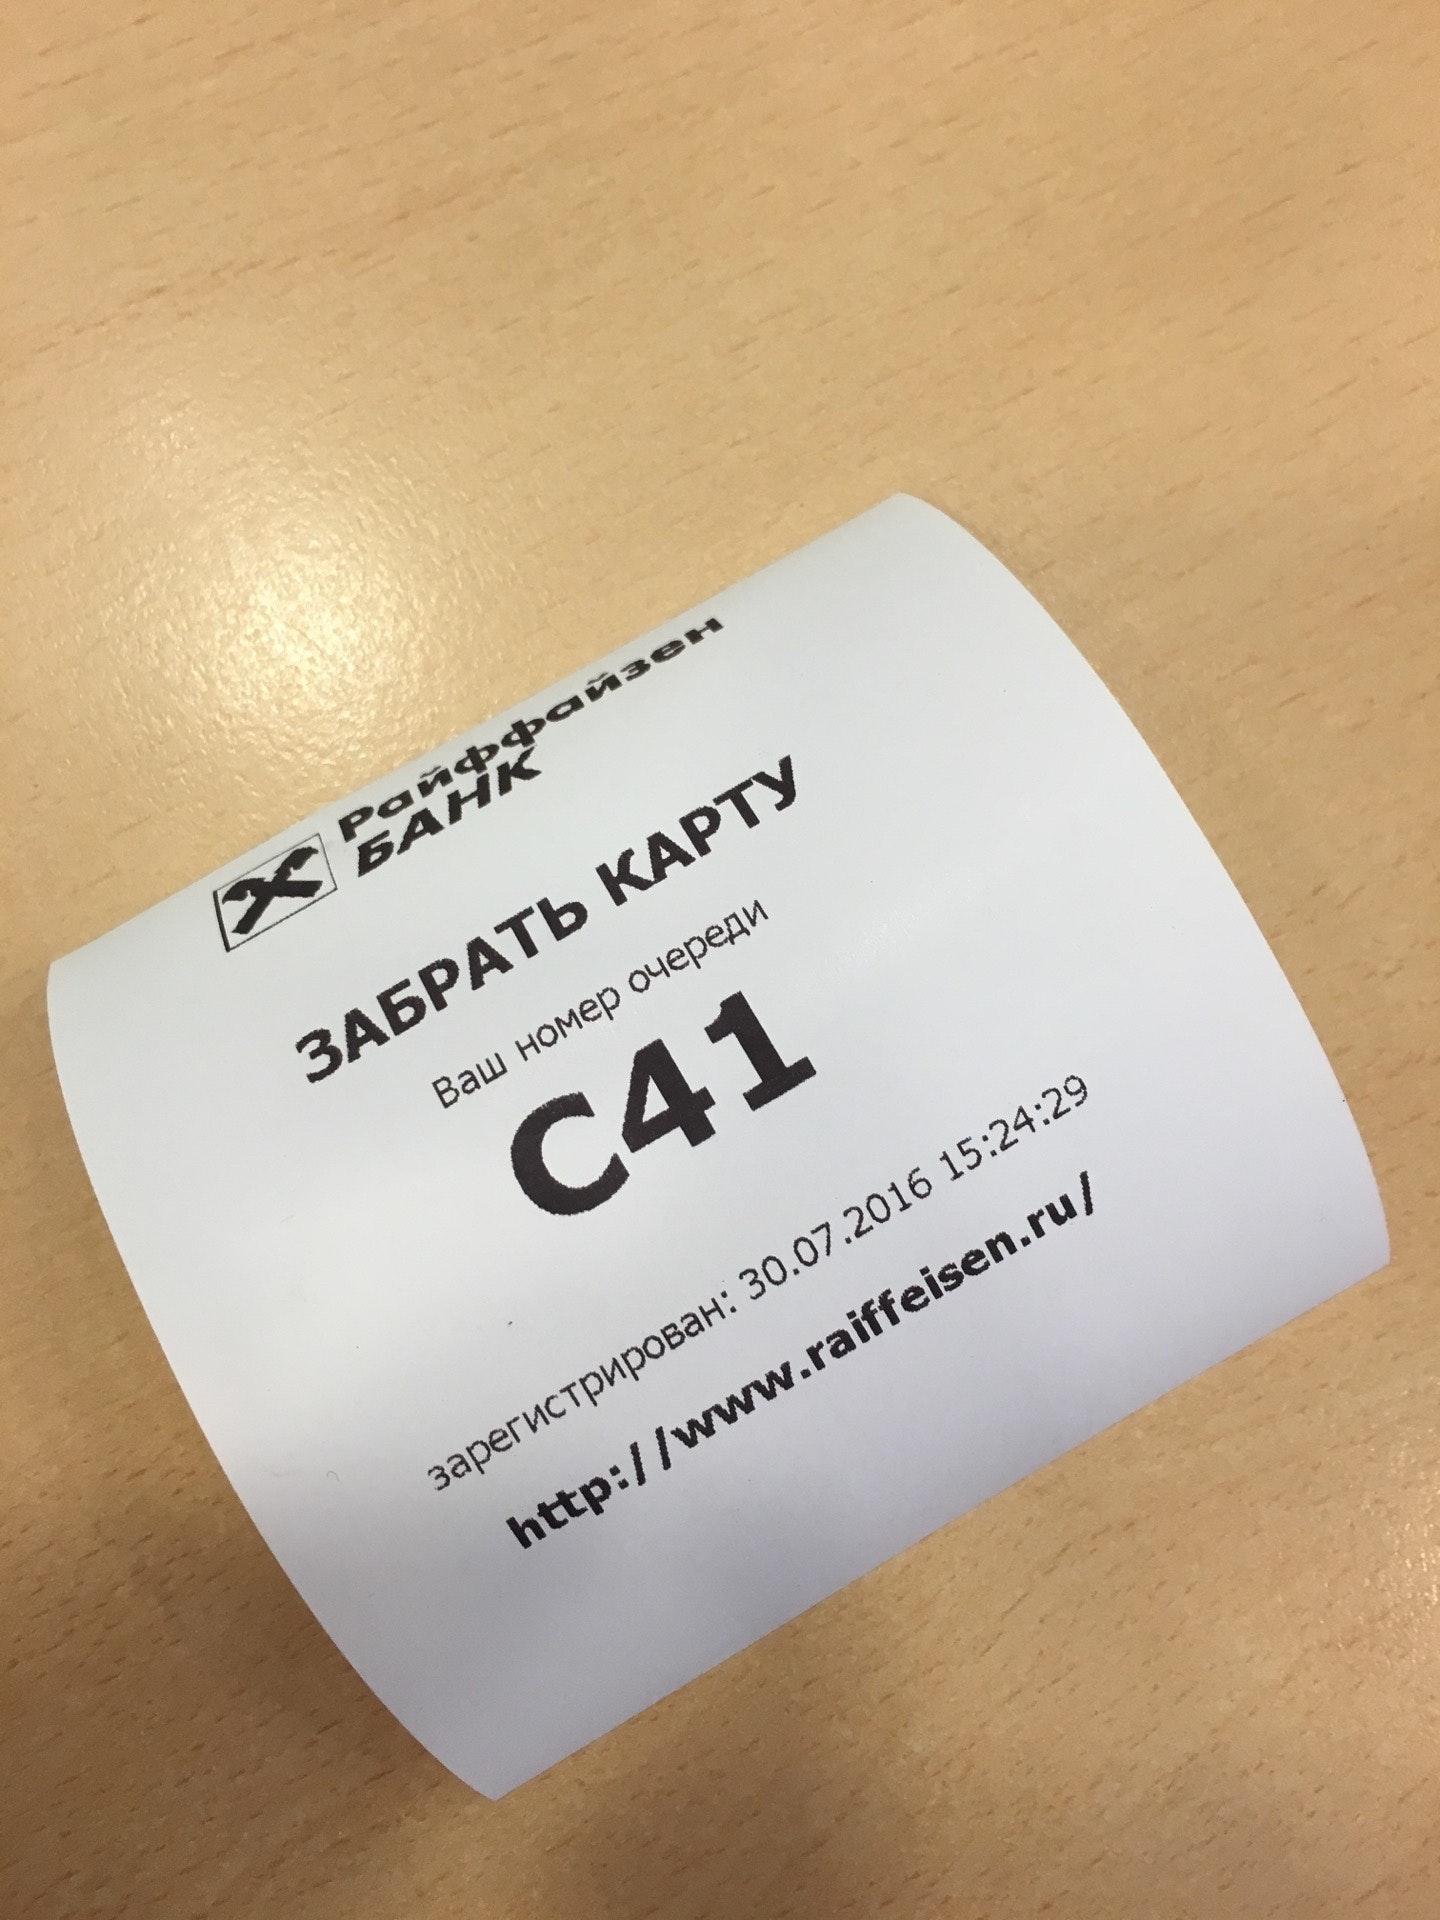 Райффайзен
БАНК
ЗАБРАТЬ КАРТУ
Ваш номер очереди
C41
зарегистрирован: 30.07.2016 15:24:29
http://www.raiffeisen.ru/